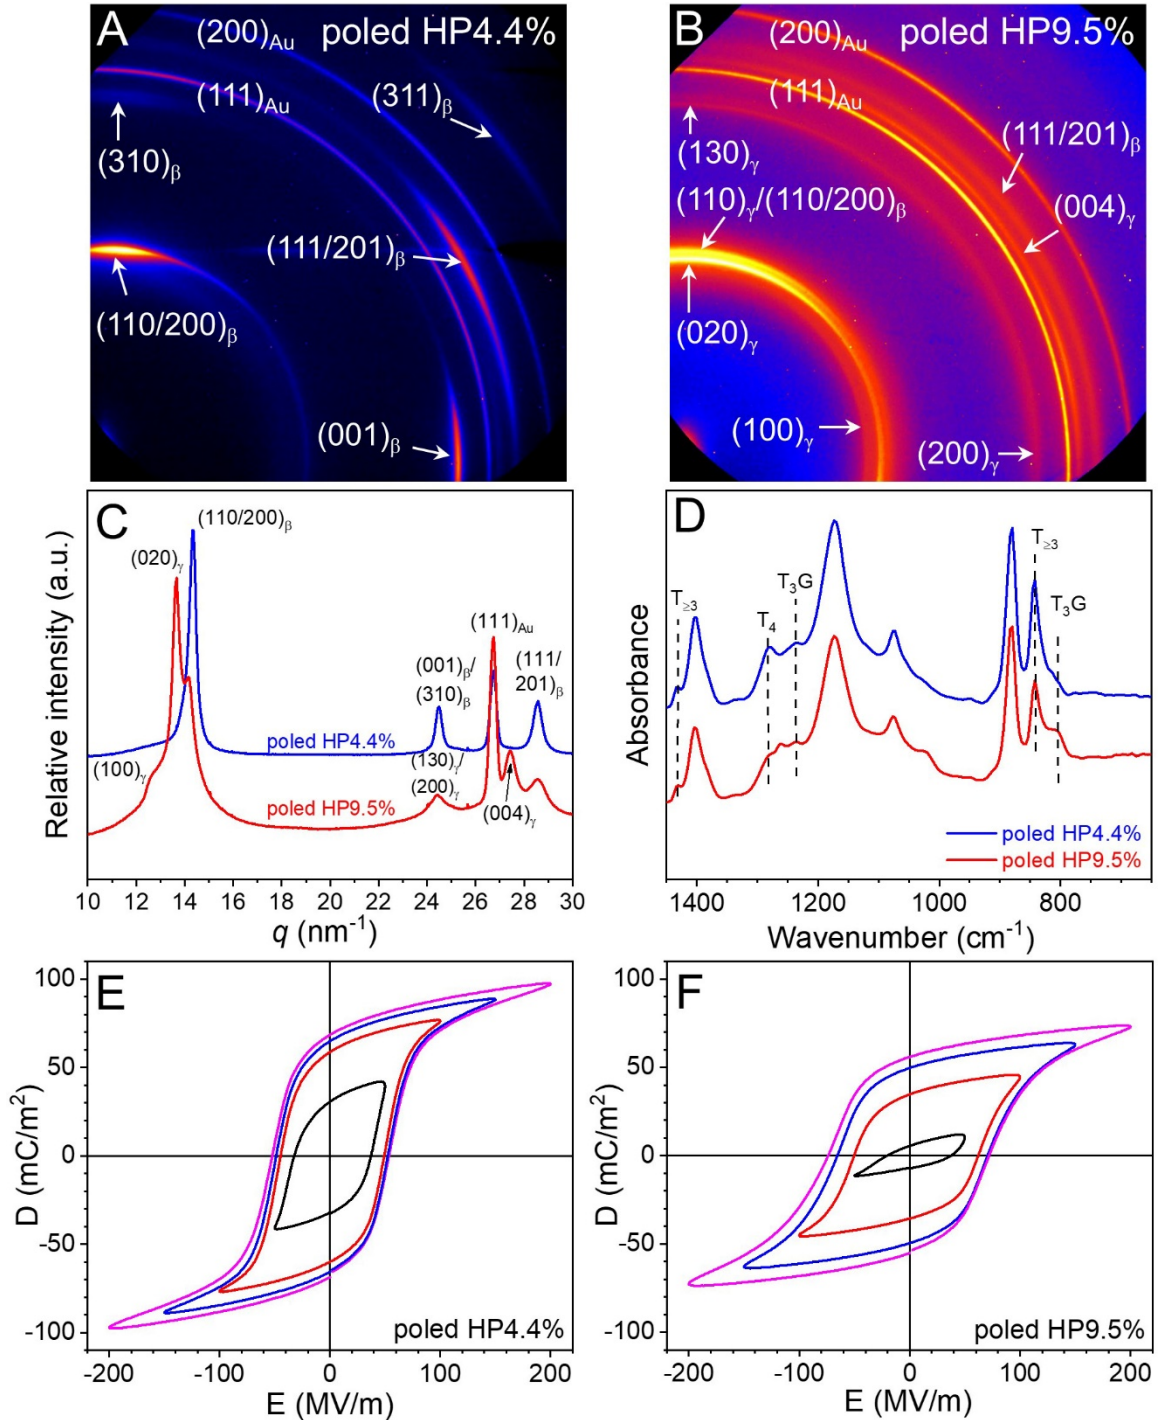 A
poled HP4.4%
(200)Au
(111)Au
(311)β
(310)β
(111/201)β
(110/200)β
(001)β
B
poled HP9.5%
(200)Au
(111)Au
(111/201)β
(130)γ
(110)γ/(110/200)β
(004)γ
(020)γ
(100)γ
(200)γ
C
Relative intensity (a.u.)
(110/200)β
(020)γ
(111)Au
(001)β/
(310)β
(111/
201)β
poled HP4.4%
(100)γ
(130)γ/
(200)γ
(004)γ
poled HP9.5%
10 12 14 16 18 20 22 24 26 28 30
q (nm⁻¹)
D
Absorbance
T≥3
T4
T3G
T≥3
T3G
poled HP4.4%
poled HP9.5%
1400 1200 1000 800
Wavenumber (cm⁻¹)
E
D (mC/m²)
100
50
0
-50
-100
poled HP4.4%
-200 -100 0 100 200
E (MV/m)
F
D (mC/m²)
100
50
0
-50
-100
poled HP9.5%
-200 -100 0 100 200
E (MV/m)